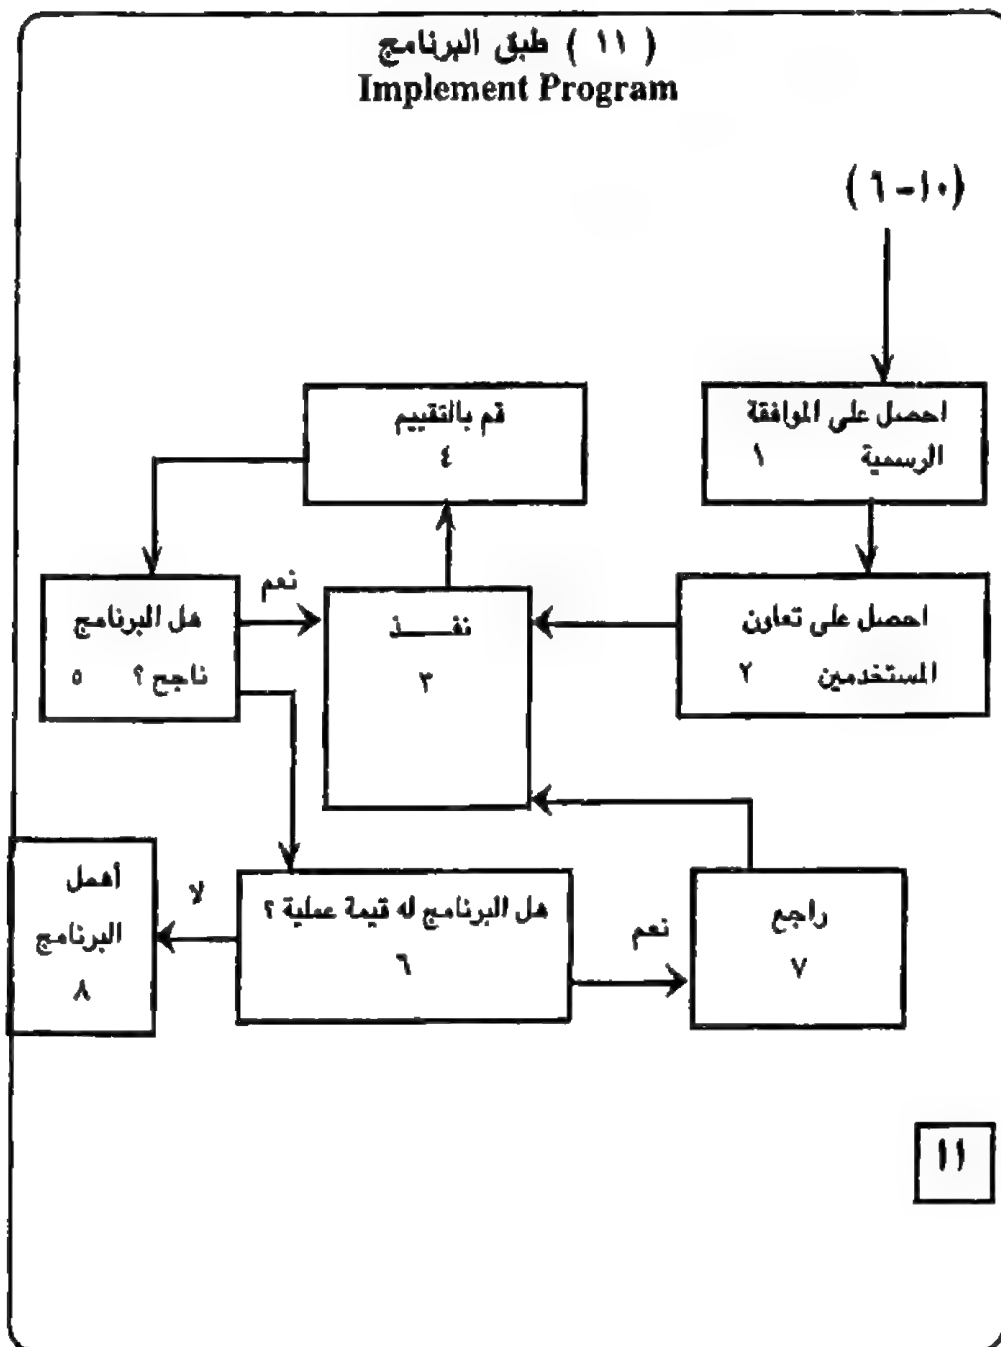 ( ١١ ) طبق البرنامج
Implement Program
(١٠-٦ )
احصل على الموافقة
الرسمية ١
احصل على تعاون
المستخدمين ٢
نفــــذ
٣
قم بالتقييم
٤
هل البرنامج
ناجح ؟ ٥
نعم
هل البرنامج له قيمة عملية ؟
٦
نعم
راجع
٧
لا
أهمل
البرنامج
٨
١١